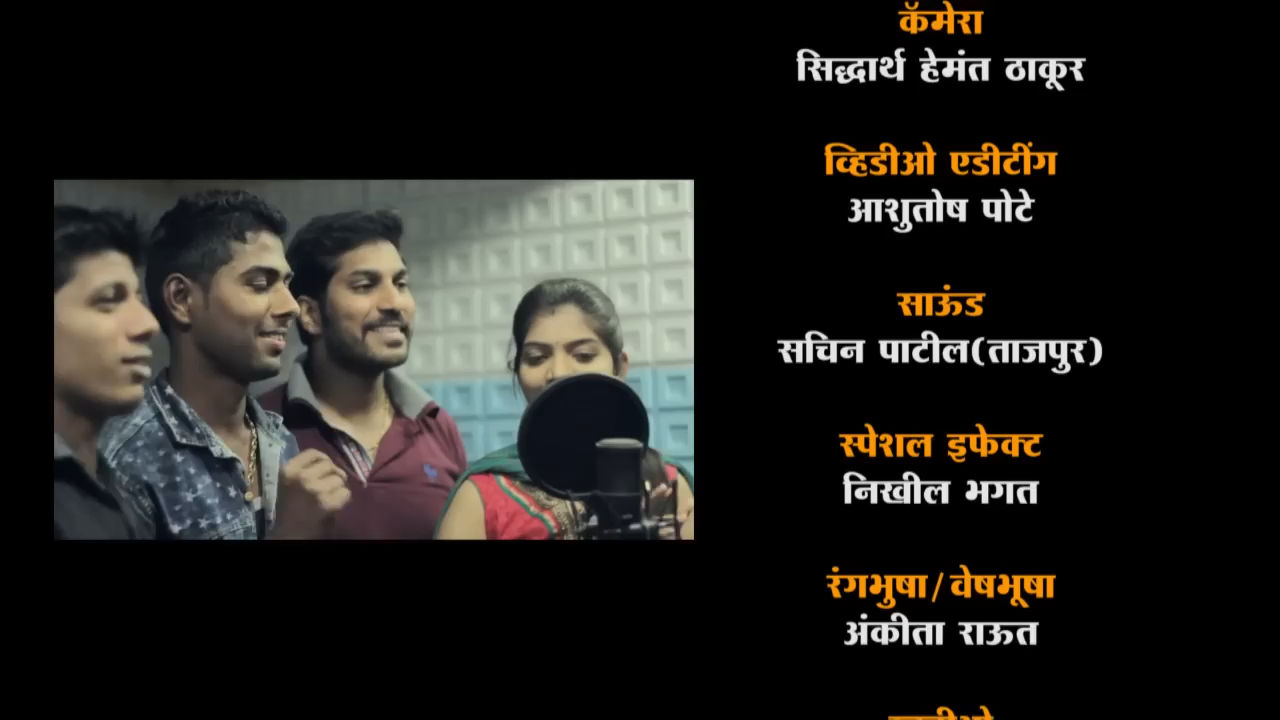 कॅमेरा
सिद्धार्थ हेमंत ठाकूर
व्हिडीओ एडीटींग
आशुतोष पोटे
साऊंड
सचिन पाटील(ताजपुर)
स्पेशल इफेक्ट
निखील भगत
रंगभुषा/वेषभूषा
अंकीता राऊत